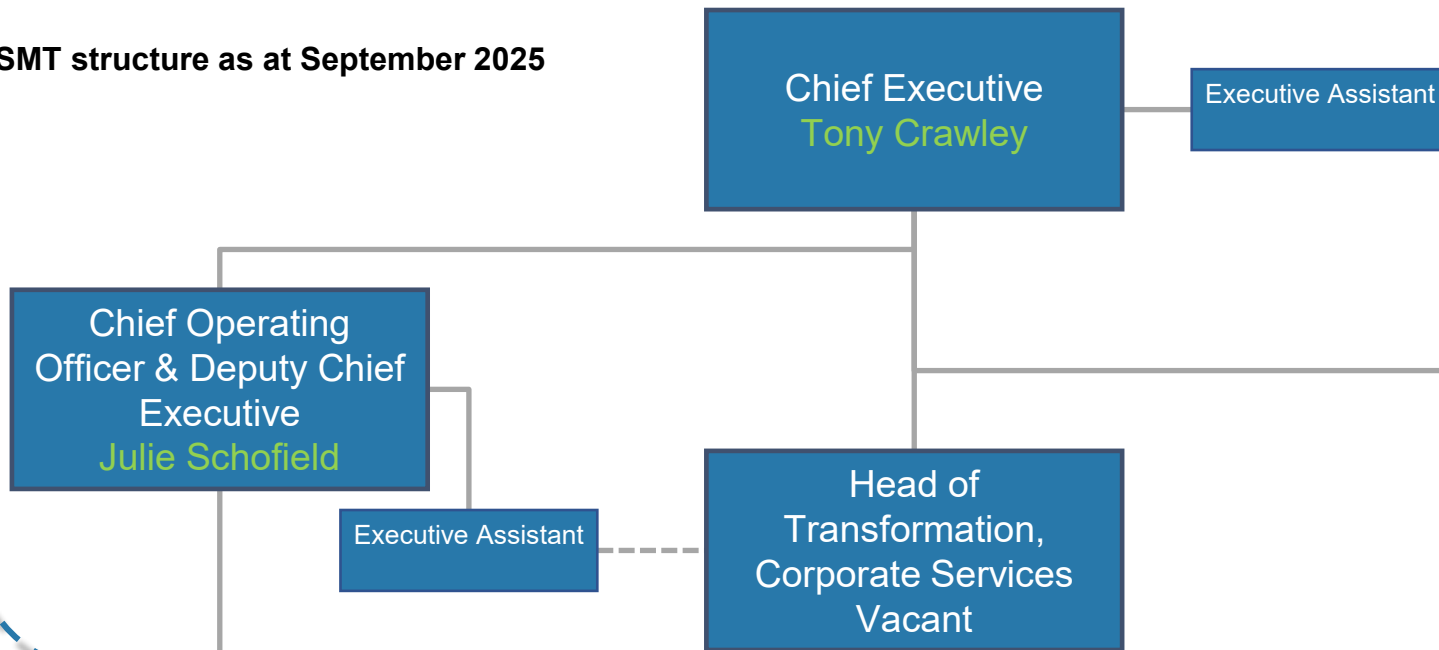 SMT structure as at September 2025
Chief Executive
Tony Crawley
Executive Assistant
Chief Operating
Officer & Deputy Chief
Executive
Julie Schofield
Executive Assistant
Head of
Transformation,
Corporate Services
Vacant